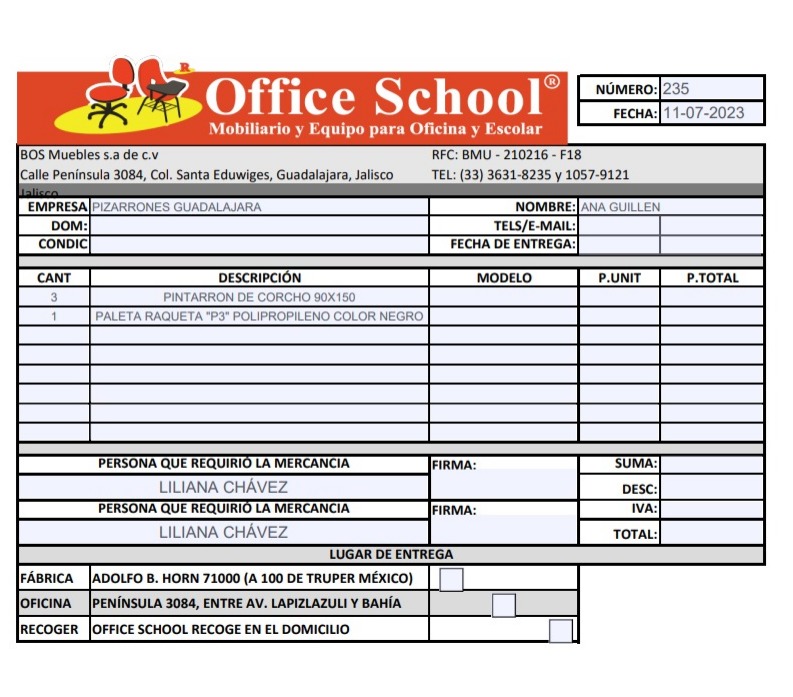 R
Office School®
Mobiliario y Equipo para Oficina y Escolar
NÚMERO: 235
FECHA: 11-07-2023
BOS Muebles s.a de c.v RFC: BMU - 210216 - F18
Calle Península 3084, Col. Santa Eduwiges, Guadalajara, Jalisco TEL: (33) 3631-8235 y 1057-9121
Jalisco
EMPRESA PIZARRONES GUADALAJARA NOMBRE: ANA GUILLEN
DOM: TELS/E-MAIL:
CONDIC FECHA DE ENTREGA:
CANT DESCRIPCIÓN MODELO P.UNIT P.TOTAL
3 PINTARRON DE CORCHO 90X150
1 PALETA RAQUETA "P3" POLIPROPILENO COLOR NEGRO
PERSONA QUE REQUIRIÓ LA MERCANCIA FIRMA: SUMA:
LILIANA CHÁVEZ DESC:
PERSONA QUE REQUIRIÓ LA MERCANCIA FIRMA: IVA:
LILIANA CHÁVEZ TOTAL:
LUGAR DE ENTREGA
FÁBRICA ADOLFO B. HORN 71000 (A 100 DE TRUPER MÉXICO)
OFICINA PENÍNSULA 3084, ENTRE AV. LAPIZLAZULI Y BAHÍA
RECOGER OFFICE SCHOOL RECOGE EN EL DOMICILIO